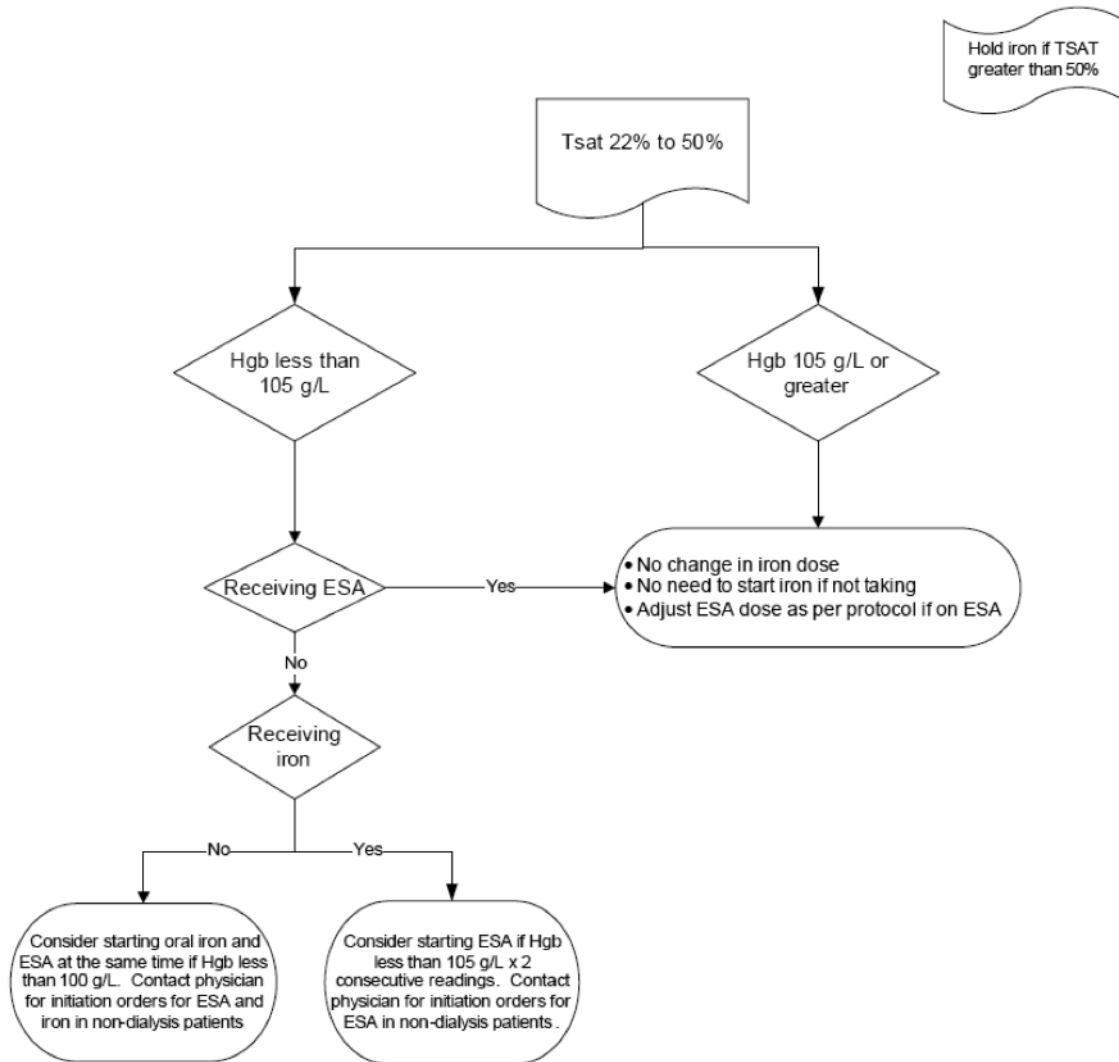 Hold iron if TSAT
greater than 50%
Tsat 22% to 50%
Hgb less than
105 g/L
Hgb 105 g/L or
greater
Receiving ESA
Yes
• No change in iron dose
• No need to start iron if not taking
• Adjust ESA dose as per protocol if on ESA
No
Receiving
iron
No
Yes
Consider starting oral iron and
ESA at the same time if Hgb less
than 100 g/L. Contact physician
for initiation orders for ESA and
iron in non-dialysis patients
Consider starting ESA if Hgb
less than 105 g/L x 2
consecutive readings. Contact
physician for initiation orders for
ESA in non-dialysis patients .